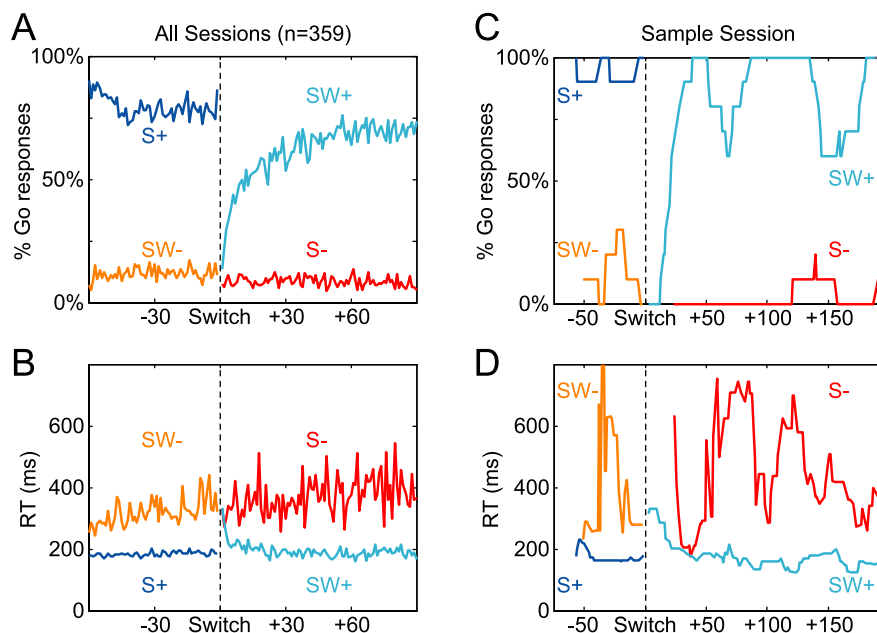 A
All Sessions (n=359)
100%
50%
0%
% Go responses
S+
SW+
SW-
S-
-30
Switch
+30
+60
C
Sample Session
100%
50%
0%
% Go responses
S+
SW+
SW-
S-
-50
Switch
+50
+100
+150
B
600
400
200
0
RT (ms)
SW-
S-
S+
SW+
-30
Switch
+30
+60
D
600
400
200
0
RT (ms)
SW-
S-
S+
SW+
-50
Switch
+50
+100
+150